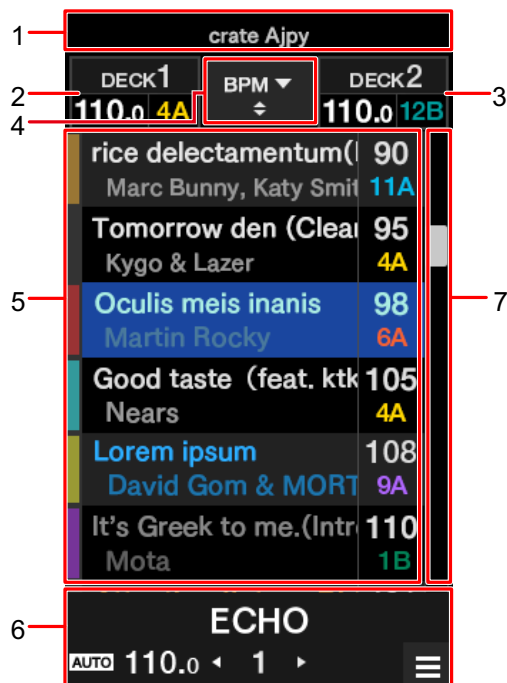 1
crate Ajpy
2
DECK1
110.0 4A
4
BPM
DECK2
110.0 12B
3
5
rice delectamentum(
90
Marc Bunny, Katy Smit
11A
Tomorrow den (Clea
95
Kygo & Lazer
4A
Oculis meis inanis
98
Martin Rocky
6A
Good taste (feat. ktk
105
Nears
4A
Lorem ipsum
108
David Gom & MORT
9A
It's Greek to me.(Intr
110
Mota
1B
7
6
ECHO
AUTO 110.0 1